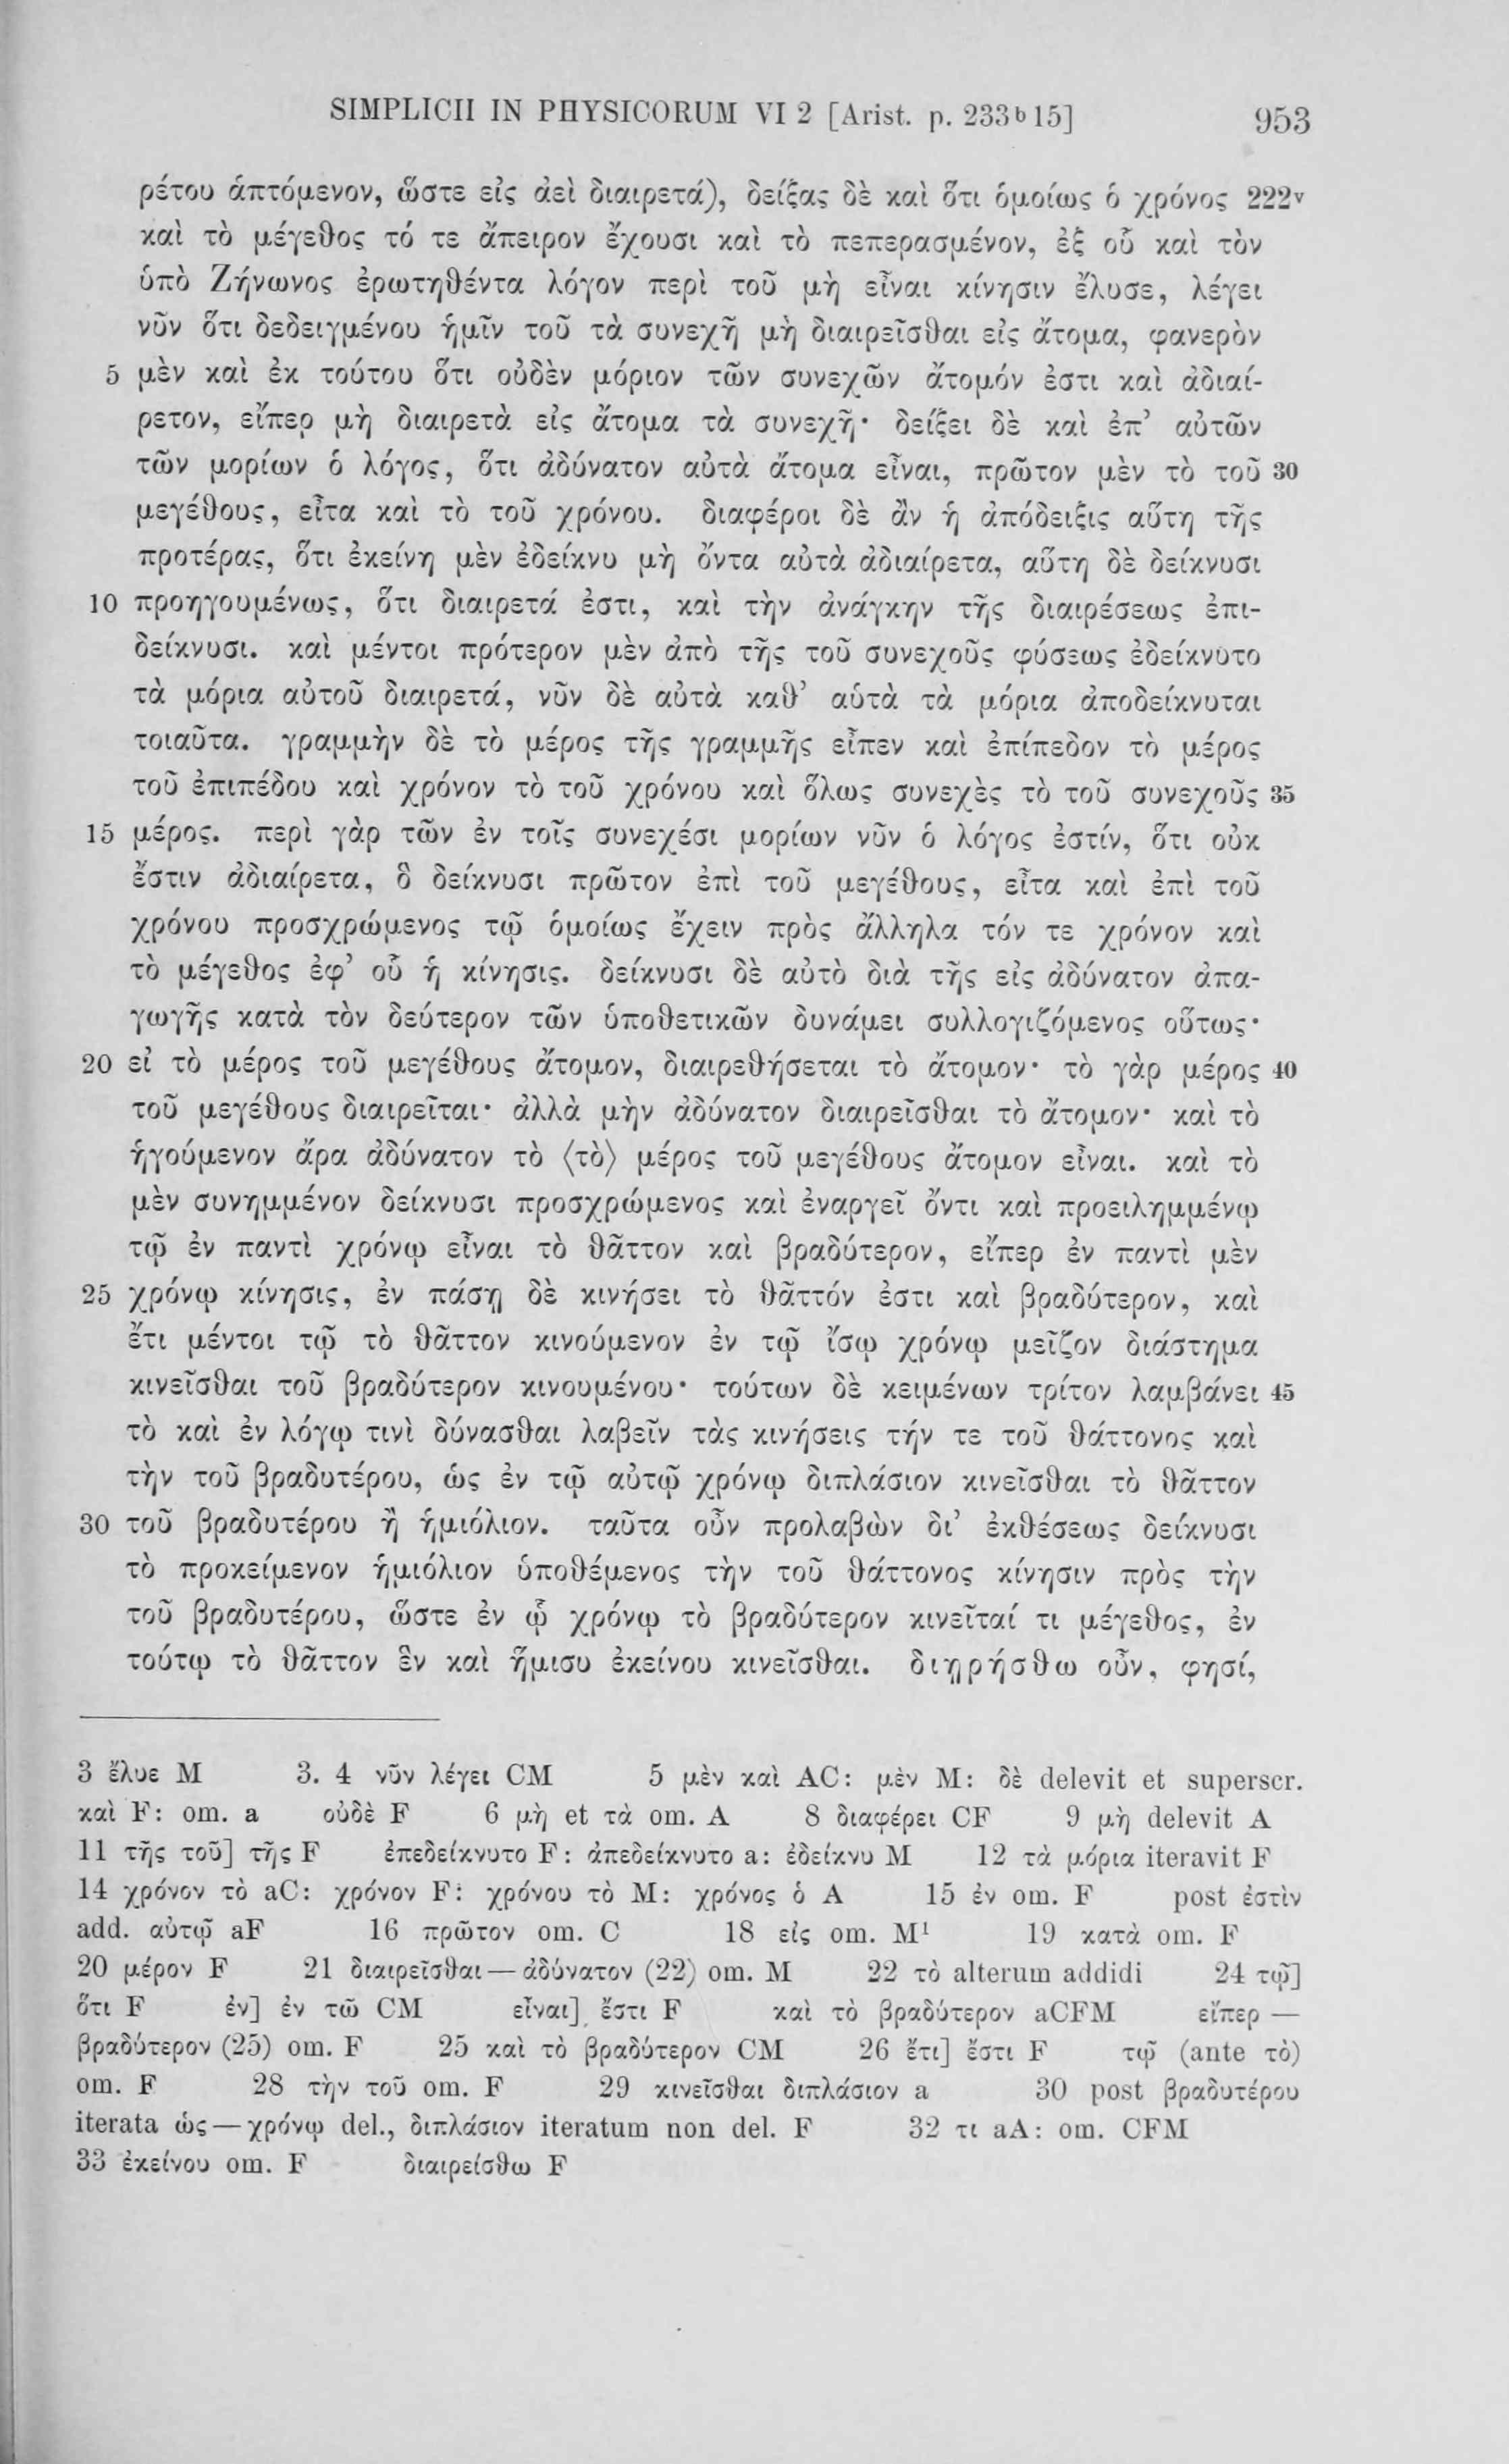 SIMPLICII IN PHYSICORUM VI 2 [Arist. p. 233b15] 953
ρέτου ἁπτόμενον, ὥστε εἰς ἀεὶ διαιρετά), δείξας δὲ καὶ ὅτι ὁμοίως ὁ χρόνος 222v
καὶ τὸ μέγεθος τό τε ἄπειρον ἔχουσι καὶ τὸ πεπερασμένον, ἐξ οὗ καὶ τὸν
ὑπὸ Ζήνωνος ἐρωτηθέντα λόγον περὶ τοῦ μὴ εἶναι κίνησιν ἔλυσε, λέγει
νῦν ὅτι δεδειγμένου ἡμῖν τοῦ τὰ συνεχῆ μὴ διαιρεῖσθαι εἰς ἄτομα, φανερὸν
5 μὲν καὶ ἐκ τούτου ὅτι οὐδὲν μόριον τῶν συνεχῶν ἄτομόν ἐστι καὶ ἀδιαί-
ρετον, εἴπερ μὴ διαιρετὰ εἰς ἄτομα τὰ συνεχῆ· δείξει δὲ καὶ ἐπ’ αὐτῶν
τῶν μορίων ὁ λόγος, ὅτι ἀδύνατον αὐτὰ ἄτομα εἶναι, πρῶτον μὲν τὸ τοῦ 30
μεγέθους, εἶτα καὶ τὸ τοῦ χρόνου. διαφέροι δὲ ἂν ἡ ἀπόδειξις αὕτη τῆς
προτέρας, ὅτι ἐκείνη μὲν ἐδείκνυ μὴ ὄντα αὐτὰ ἀδιαίρετα, αὕτη δὲ δείκνυσι
10 προηγουμένως, ὅτι διαιρετά ἐστι, καὶ τὴν ἀνάγκην τῆς διαιρέσεως ἐπι-
δείκνυσι. καὶ μέντοι πρότερον μὲν ἀπὸ τῆς τοῦ συνεχοῦς φύσεως ἐδείκνυτο
τὰ μόρια αὐτοῦ διαιρετά, νῦν δὲ αὐτὰ καθ’ αὑτὰ τὰ μόρια ἀποδείκνυται
τοιαῦτα. γραμμὴν δὲ τὸ μέρος τῆς γραμμῆς εἶπεν καὶ ἐπίπεδον τὸ μέρος
τοῦ ἐπιπέδου καὶ χρόνον τὸ τοῦ χρόνου καὶ ὅλως συνεχὲς τὸ τοῦ συνεχοῦς 35
15 μέρος. περὶ γὰρ τῶν ἐν τοῖς συνεχέσι μορίων νῦν ὁ λόγος ἐστίν, ὅτι οὐκ
ἔστιν ἀδιαίρετα, ὃ δείκνυσι πρῶτον ἐπὶ τοῦ μεγέθους, εἶτα καὶ ἐπὶ τοῦ
χρόνου προσχρώμενος τῷ ὁμοίως ἔχειν πρὸς ἄλληλα τόν τε χρόνον καὶ
τὸ μέγεθος ἐφ’ οὗ ἡ κίνησις. δείκνυσι δὲ αὐτὸ διὰ τῆς εἰς ἀδύνατον ἀπα-
γωγῆς κατὰ τὸν δεύτερον τῶν ὑποθετικῶν δυνάμει συλλογιζόμενος οὕτως·
20 εἰ τὸ μέρος τοῦ μεγέθους ἄτομον, διαιρεθήσεται τὸ ἄτομον· τὸ γὰρ μέρος 40
τοῦ μεγέθους διαιρεῖται· ἀλλὰ μὴν ἀδύνατον διαιρεῖσθαι τὸ ἄτομον· καὶ τὸ
ἡγούμενον ἄρα ἀδύνατον τὸ ⟨τὸ⟩ μέρος τοῦ μεγέθους ἄτομον εἶναι. καὶ τὸ
μὲν συνημμένον δείκνυσι προσχρώμενος καὶ ἐναργεῖ ὄντι καὶ προειλημμένῳ
τῷ ἐν παντὶ χρόνῳ εἶναι τὸ θᾶττον καὶ βραδύτερον, εἴπερ ἐν παντὶ μὲν
25 χρόνῳ κίνησις, ἐν πάσῃ δὲ κινήσει τὸ θᾶττόν ἐστι καὶ βραδύτερον, καὶ
ἔτι μέντοι τῷ τὸ θᾶττον κινούμενον ἐν τῷ ἴσῳ χρόνῳ μεῖζον διάστημα
κινεῖσθαι τοῦ βραδύτερον κινουμένου· τούτων δὲ κειμένων τρίτον λαμβάνει 45
τὸ καὶ ἐν λόγῳ τινὶ δύνασθαι λαβεῖν τὰς κινήσεις τήν τε τοῦ θάττονος καὶ
τὴν τοῦ βραδυτέρου, ὡς ἐν τῷ αὐτῷ χρόνῳ διπλάσιον κινεῖσθαι τὸ θᾶττον
30 τοῦ βραδυτέρου ἢ ἡμιόλιον. ταῦτα οὖν προλαβὼν δι’ ἐκθέσεως δείκνυσι
τὸ προκείμενον ἡμιόλιον ὑποθέμενος τὴν τοῦ θάττονος κίνησιν πρὸς τὴν
τοῦ βραδυτέρου, ὥστε ἐν ᾧ χρόνῳ τὸ βραδύτερον κινεῖταί τι μέγεθος, ἐν
τούτῳ τὸ θᾶττον ἓν καὶ ἥμισυ ἐκείνου κινεῖσθαι. διῃρήσθω οὖν, φησί,
3 ἔλυε M 3. 4 νῦν λέγει CM 5 μὲν καὶ AC: μὲν M: δὲ delevit et superscr.
καὶ F: om. a οὐδὲ F 6 μὴ et τὰ om. A 8 διαφέρει CF 9 μὴ delevit A
11 τῆς τοῦ] τῆς F ἐπεδείκνυτο F: ἀπεδείκνυτο a: ἐδείκνυ M 12 τὰ μόρια iteravit F
14 χρόνον τὸ aC: χρόνον F: χρόνου τὸ M: χρόνος ὁ A 15 ἐν om. F post ἐστὶν
add. αὐτῷ aF 16 πρῶτον om. C 18 εἰς om. M1 19 κατὰ om. F
20 μέρον F 21 διαιρεῖσθαι — ἀδύνατον (22) om. M 22 τὸ alterum addidi 24 τῷ]
ὅτι F ἐν] ἐν τῶ CM εἶναι] ἔστι F καὶ τὸ βραδύτερον aCFM εἴπερ —
βραδύτερον (25) om. F 25 καὶ τὸ βραδύτερον CM 26 ἔτι] ἔστι F τῷ (ante τὸ)
om. F 28 τὴν τοῦ om. F 29 κινεῖσθαι διπλάσιον a 30 post βραδυτέρου
iterata ὡς — χρόνῳ del., διπλάσιον iteratum non del. F 32 τι aA: om. CFM
33 ἐκείνου om. F διαιρείσθω F